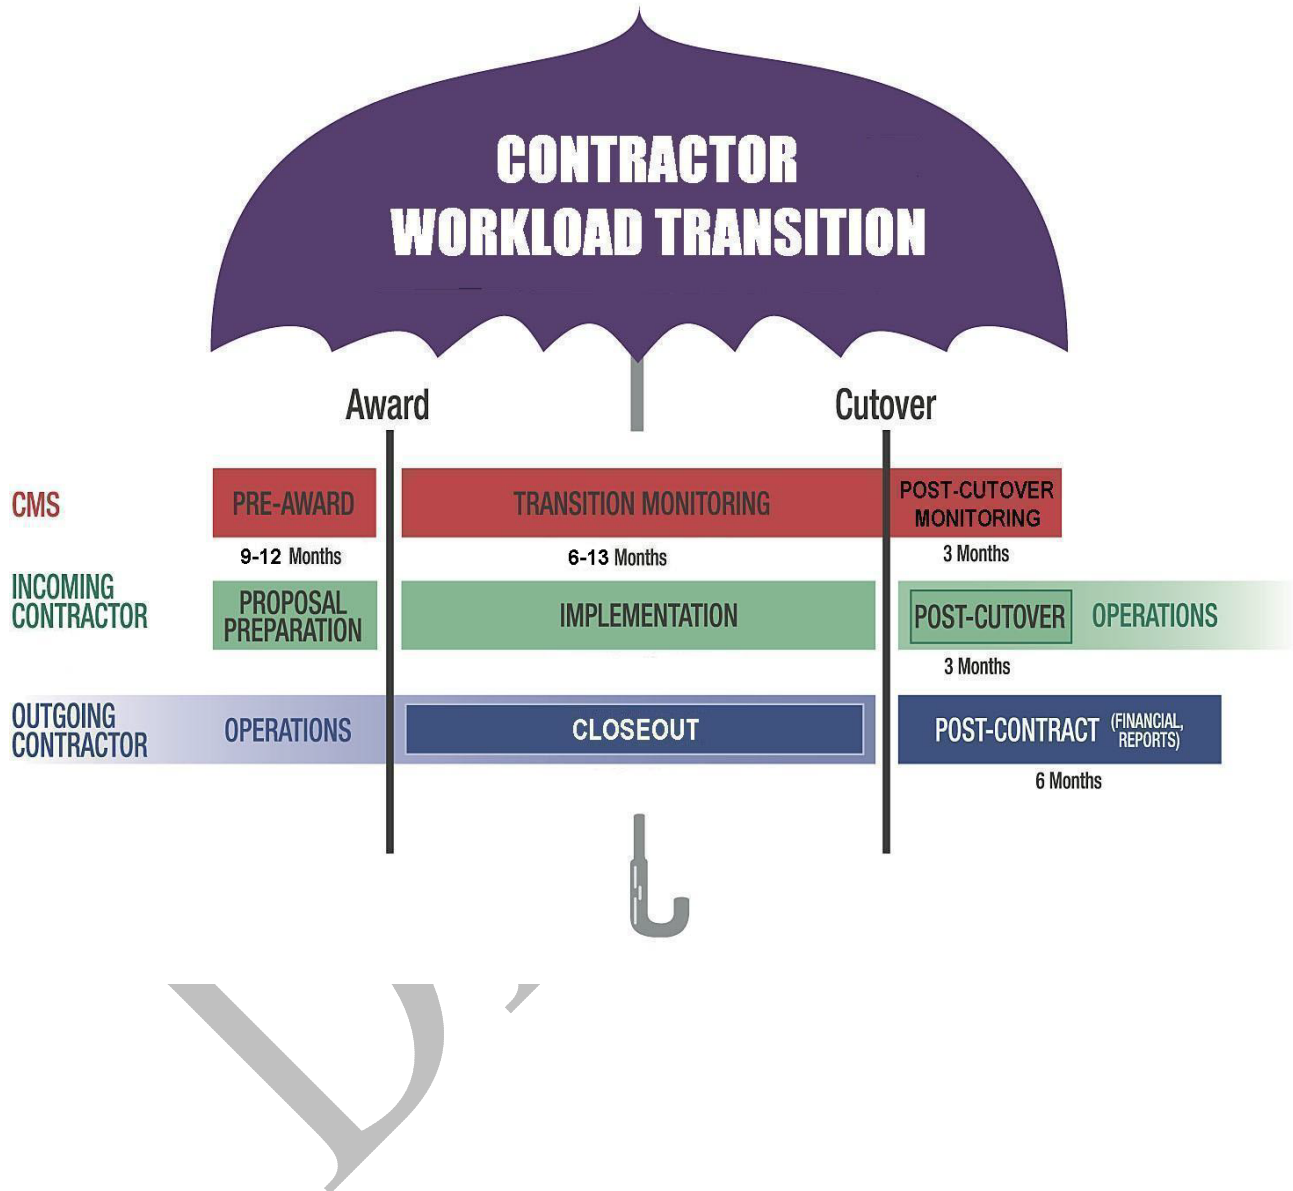 CONTRACTOR
WORKLOAD TRANSITION
Award
Cutover
CMS
PRE-AWARD
TRANSITION MONITORING
POST-CUTOVER
MONITORING
9-12 Months
6-13 Months
3 Months
INCOMING
CONTRACTOR
PROPOSAL
PREPARATION
IMPLEMENTATION
POST-CUTOVER
OPERATIONS
3 Months
OUTGOING
CONTRACTOR
OPERATIONS
CLOSEOUT
POST-CONTRACT
(FINANCIAL,
REPORTS)
6 Months